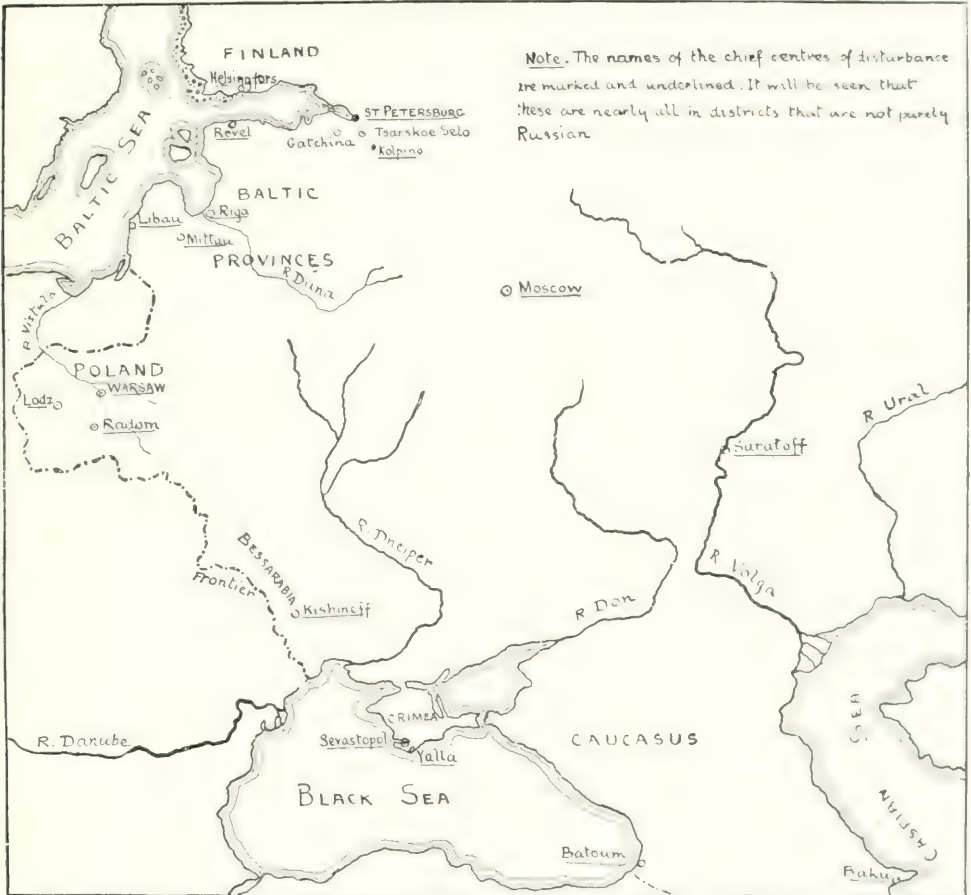 FINLAND
Helsingfors
Note. The names of the chief centres of disturbance
are marked and underlined. It will be seen that
these are nearly all in districts that are not purely
Russian
ST PETERSBURG
Revel
Gatchina
Tsarskoe Selo
Kolpino
BALTIC SEA
BALTIC
PROVINCES
Libau
Riga
Mittau
R Duna
Moscow
R Vistula
POLAND
WARSAW
Lodz
Radom
R Ural
Saratoff
R. Dneiper
BESSARABIA
Frontier
Kishineff
R Don
R Volga
CRIMEA
Sevastopol
Yalta
R. Danube
BLACK SEA
CAUCASUS
CASPIAN
SEA
Batoum
Baku